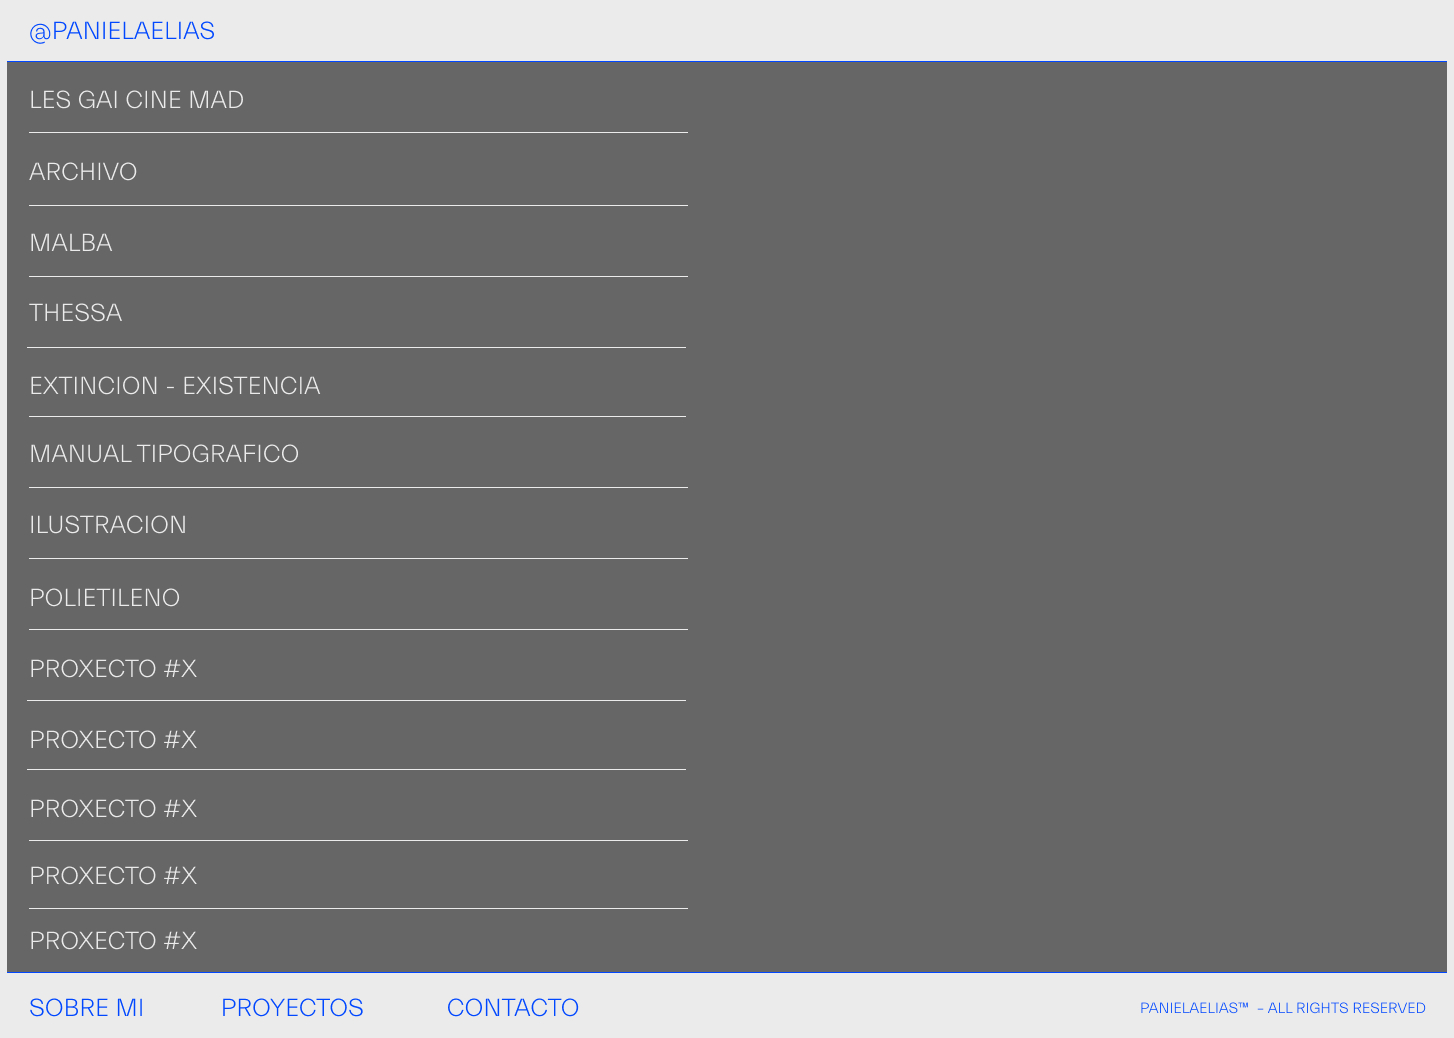 @PANIELAELIAS
LES GAI CINE MAD
ARCHIVO
MALBA
THESSA
EXTINCION - EXISTENCIA
MANUAL TIPOGRAFICO
ILUSTRACION
POLIETILENO
PROXECTO #X
PROXECTO #X
PROXECTO #X
PROXECTO #X
PROXECTO #X
SOBRE MI PROYECTOS CONTACTO PANIELAELIAS™ – ALL RIGHTS RESERVED